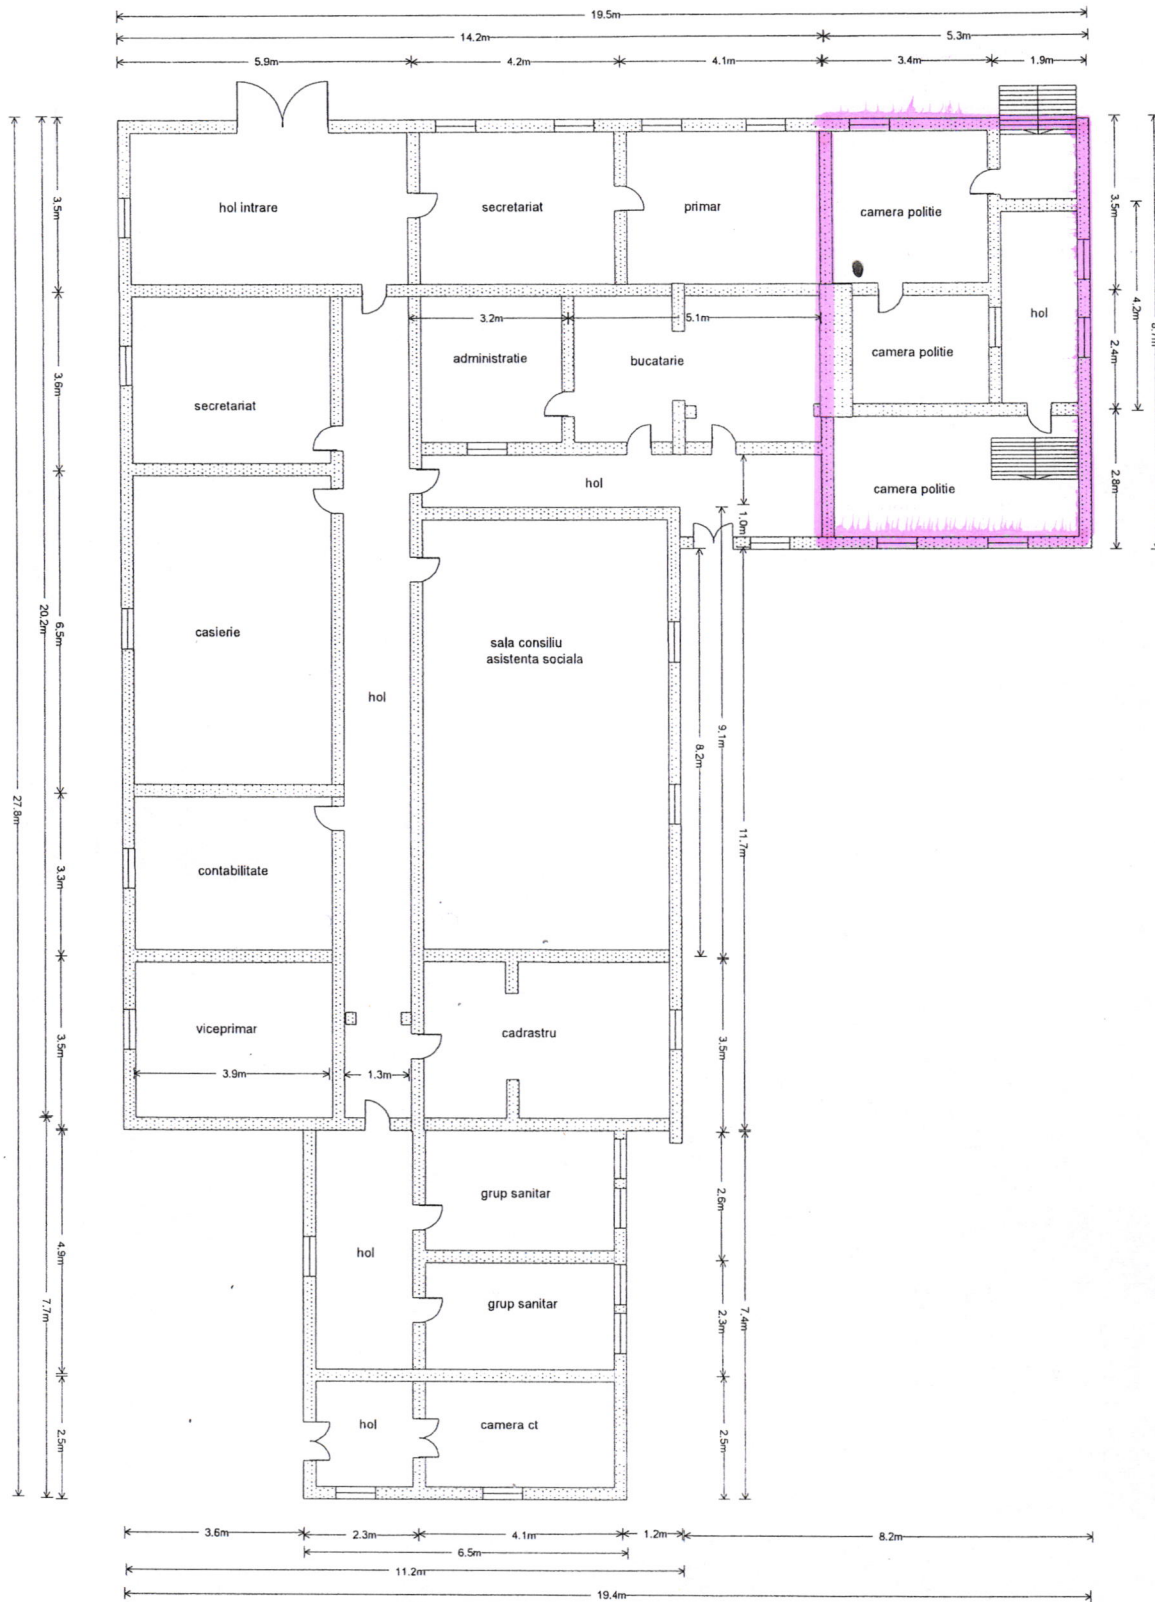 19.5m
14.2m 5.3m
5.9m 4.2m 4.1m 3.4m 1.9m
hol intrare
secretariat
primar
camera politie
3.5m
3.5m
hol
4.2m
3.2m
5.1m
administratie
bucatarie
camera politie
2.4m
secretariat
3.6m
hol
camera politie
1.0m
2.8m
casierie
sala consiliu
asistenta sociala
hol
20.2m
6.5m
27.8m
8.2m
9.1m
11.7m
contabilitate
3.3m
viceprimar
cadrastru
3.5m
3.5m
3.9m
1.3m
grup sanitar
2.6m
hol
4.9m
7.7m
grup sanitar
2.3m
7.4m
hol
camera ct
2.5m
2.5m
3.6m 2.3m 4.1m 1.2m 8.2m
6.5m
11.2m
19.4m